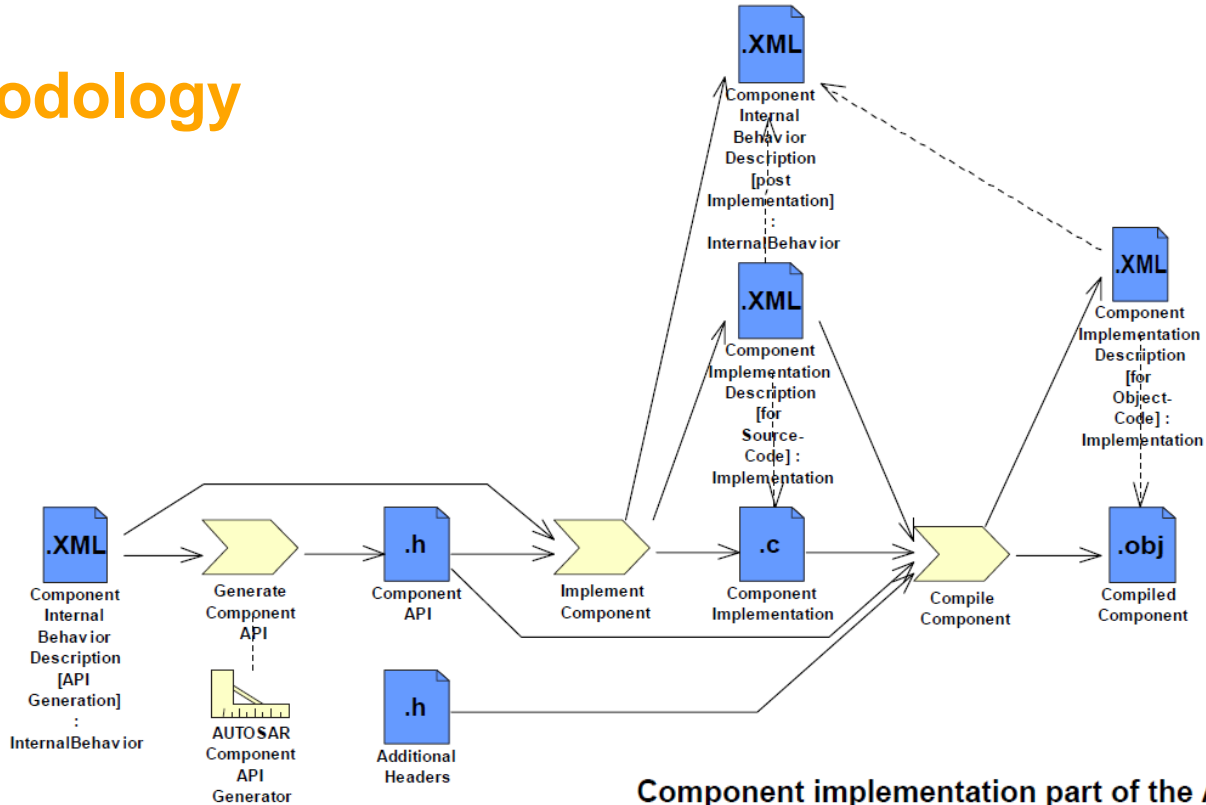 odology
.XML
Component
Internal
Behavior
Description
[post
Implementation]
:
InternalBehavior
.XML
Component
Implementation
Description
[for
Source-
Code] :
Implementation
.XML
Component
Implementation
Description
[for
Object-
Code] :
Implementation
.XML
Component
Internal
Behavior
Description
[API
Generation]
:
InternalBehavior
Generate
Component
API
AUTOSAR
Component
API
Generator
.h
Component
API
.h
Additional
Headers
Implement
Component
.c
Component
Implementation
Compile
Component
.obj
Compiled
Component
Component implementation part of the A